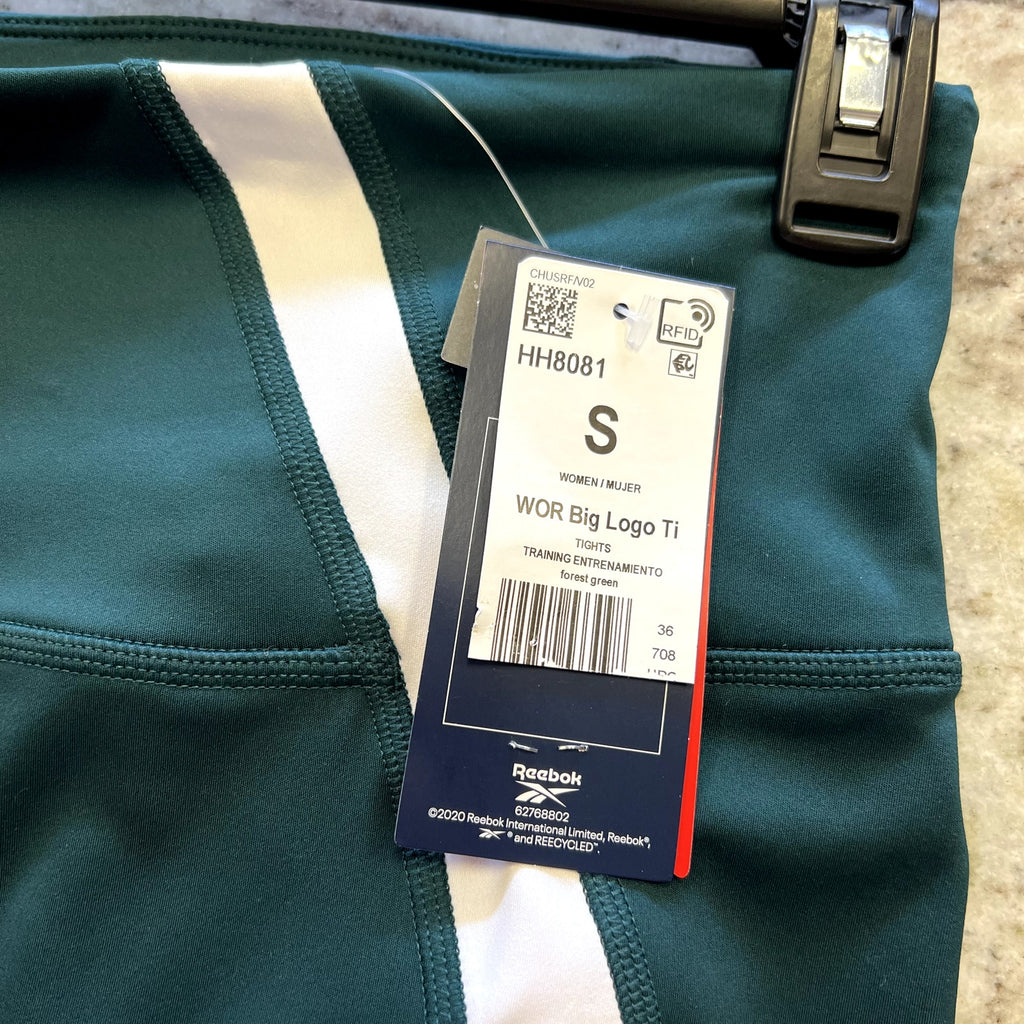 CHUSRF/V02
RFID
HH8081
S
WOMEN / MUJER
WOR Big Logo Ti
TIGHTS
TRAINING ENTRENAMIENTO
forest green
36
708
Reebok
62768802
©2020 Reebok International Limited, Reebok®,
® and REECYCLED™.